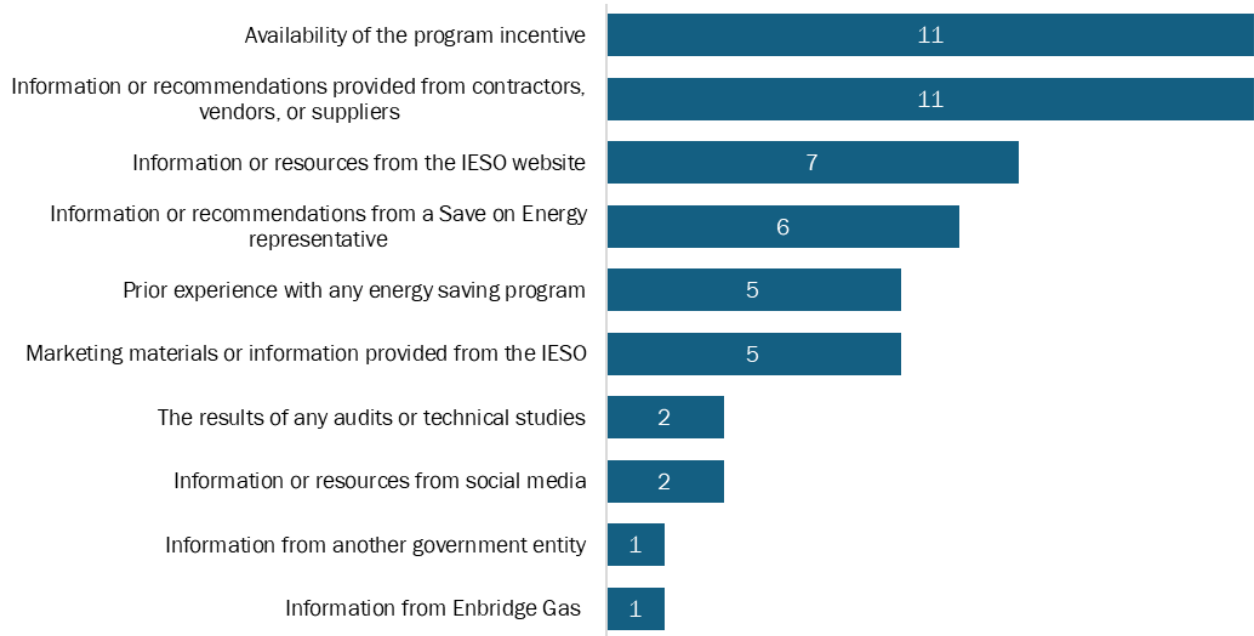 Availability of the program incentive
11
Information or recommendations provided from contractors,
vendors, or suppliers
11
Information or resources from the IESO website
7
Information or recommendations from a Save on Energy
representative
6
Prior experience with any energy saving program
5
Marketing materials or information provided from the IESO
5
The results of any audits or technical studies
2
Information or resources from social media
2
Information from another government entity
1
Information from Enbridge Gas
1